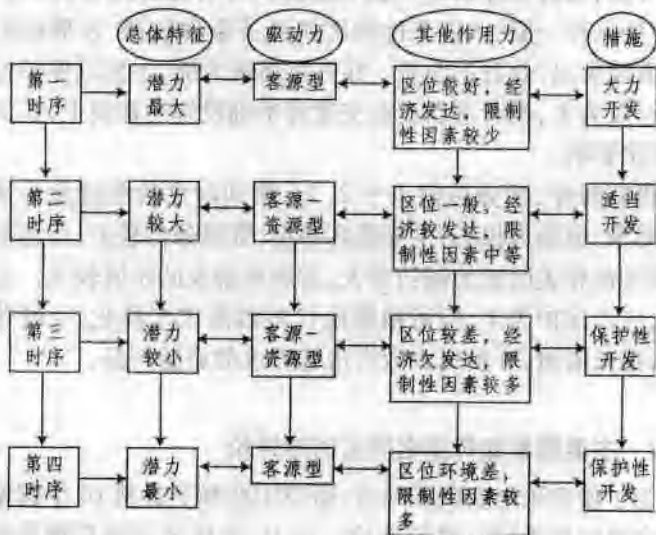 总体特征
驱动力
其他作用力
措施
第一
时序
潜力
最大
客源型
区位较好，经
济发达，限制
性因素较少
大力
开发
第二
时序
潜力
较大
客源-
资源型
区位一般，经
济较发达，限
制性因素中等
适当
开发
第三
时序
潜力
较小
客源-
资源型
区位较差，经
济欠发达，限
制性因素较多
保护性
开发
第四
时序
潜力
最小
客源型
区位环境差，
限制性因素较
多
保护性
开发